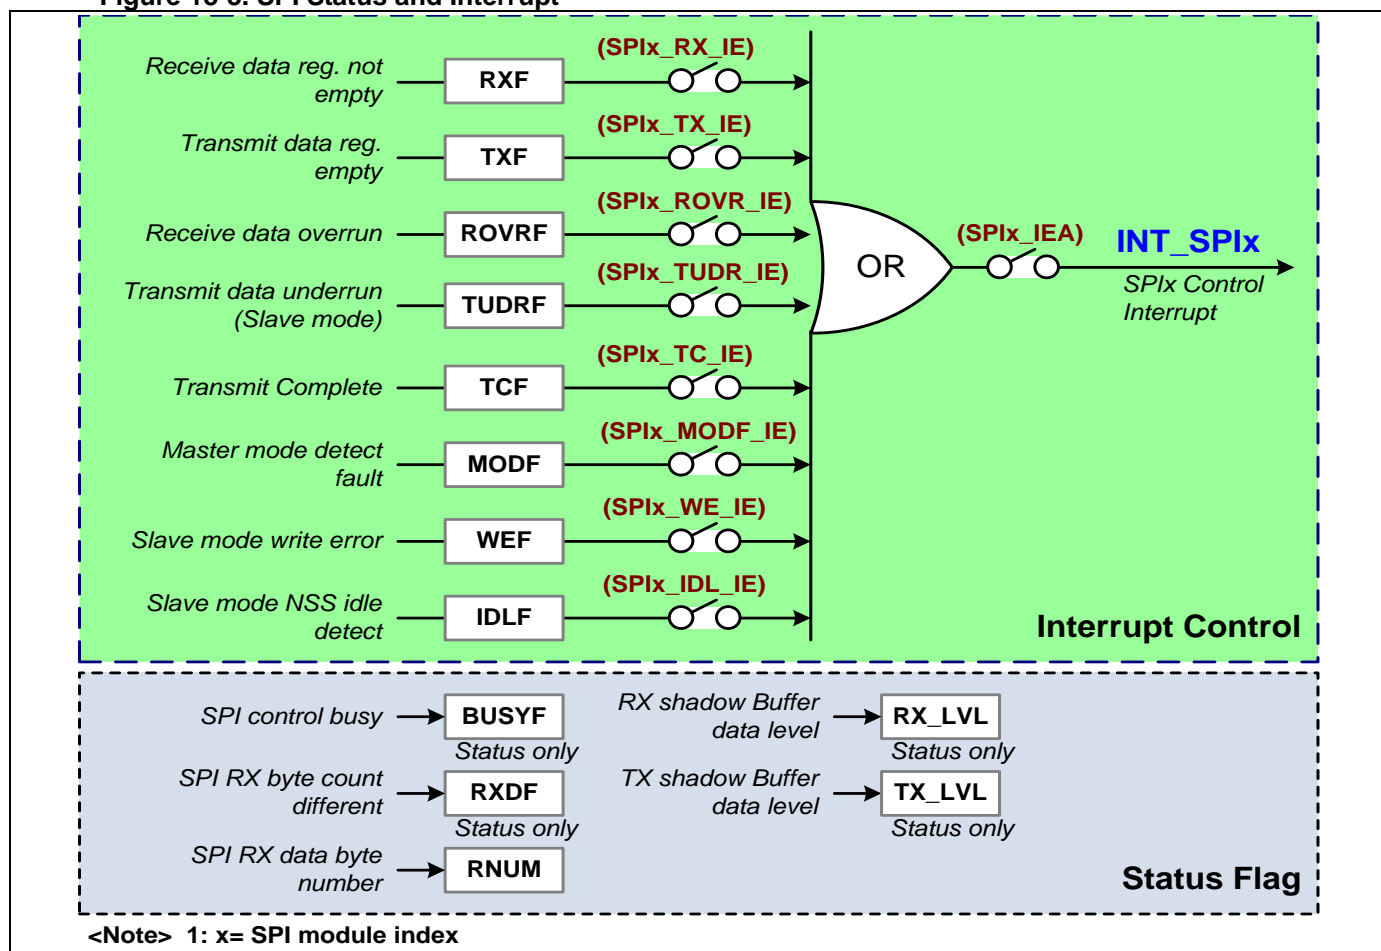 (SPIx_RX_IE)
Receive data reg. not
empty
RXF
(SPIx_TX_IE)
Transmit data reg.
empty
TXF
(SPIx_ROVR_IE)
Receive data overrun
ROVRF
(SPIx_TUDR_IE)
Transmit data underrun
(Slave mode)
TUDRF
(SPIx_TC_IE)
Transmit Complete
TCF
(SPIx_MODF_IE)
Master mode detect
fault
MODF
(SPIx_WE_IE)
Slave mode write error
WEF
(SPIx_IDL_IE)
Slave mode NSS idle
detect
IDLF
OR
(SPIx_IEA)
INT_SPIx
SPIx Control
Interrupt
Interrupt Control
SPI control busy
BUSYF
Status only
RX shadow Buffer
data level
RX_LVL
Status only
SPI RX byte count
different
RXDF
Status only
TX shadow Buffer
data level
TX_LVL
Status only
SPI RX data byte
number
RNUM
Status Flag
<Note> 1: x= SPI module index